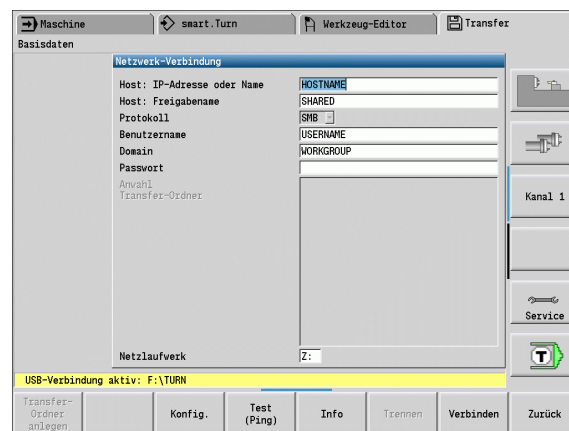 Maschine
smart.Turn
Werkzeug-Editor
Transfer
Basisdaten
Netzwerk-Verbindung
Host: IP-Adresse oder Name HOSTNAME
Host: Freigabename SHARED
Protokoll SMB
Benutzername USERNAME
Domain WORKGROUP
Passwort
Anwahl
Transfer-Ordner
Netzlaufwerk Z:
Kanal 1
Service
T
USB-Verbindung aktiv: F:\TURN
Transfer-
Ordner
anlegen
Konfig.
Test
(Ping)
Info
Trennen
Verbinden
Zurück